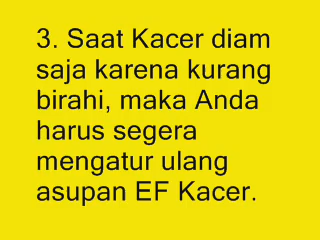 3. Saat Kacer diam
saja karena kurang
birahi, maka Anda
harus segera
mengatur ulang
asupan EF Kacer.